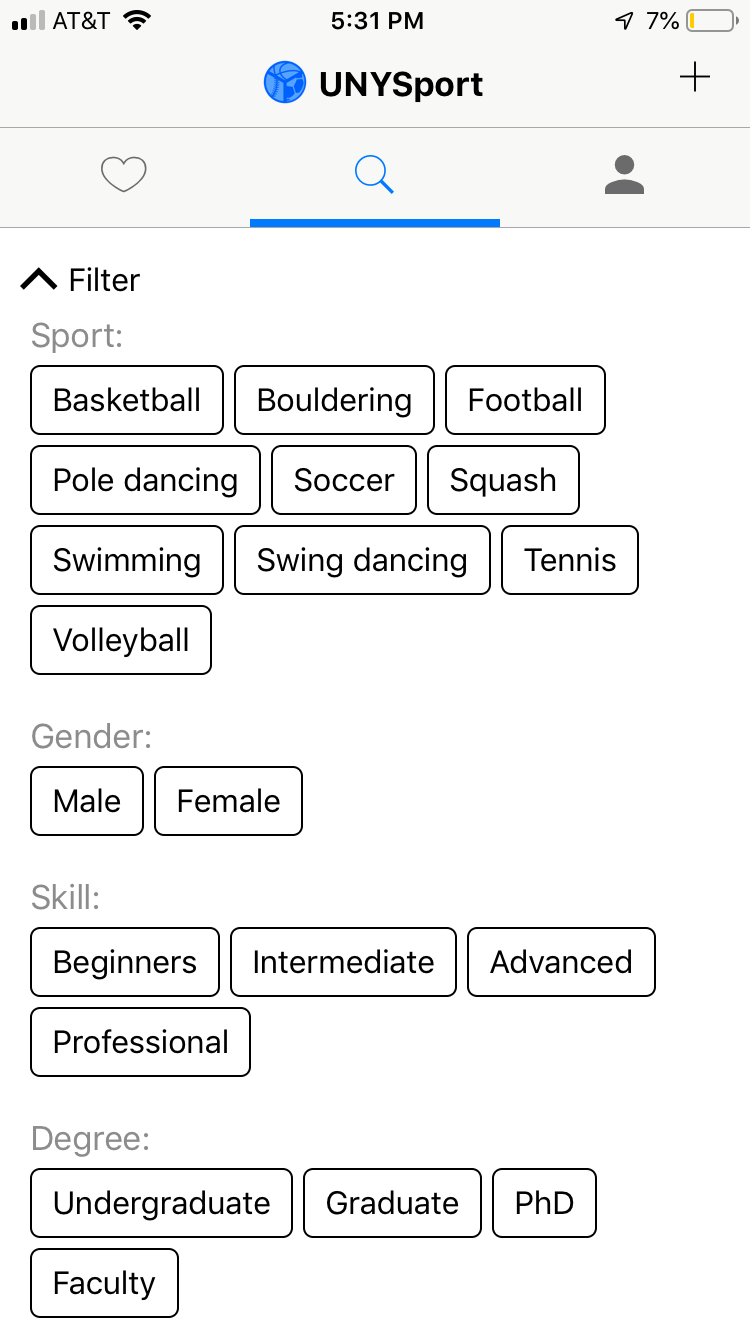 AT&T 5:31 PM 7%
UNYSport
Filter
Sport:
Basketball Bouldering Football
Pole dancing Soccer Squash
Swimming Swing dancing Tennis
Volleyball
Gender:
Male Female
Skill:
Beginners Intermediate Advanced
Professional
Degree:
Undergraduate Graduate PhD
Faculty